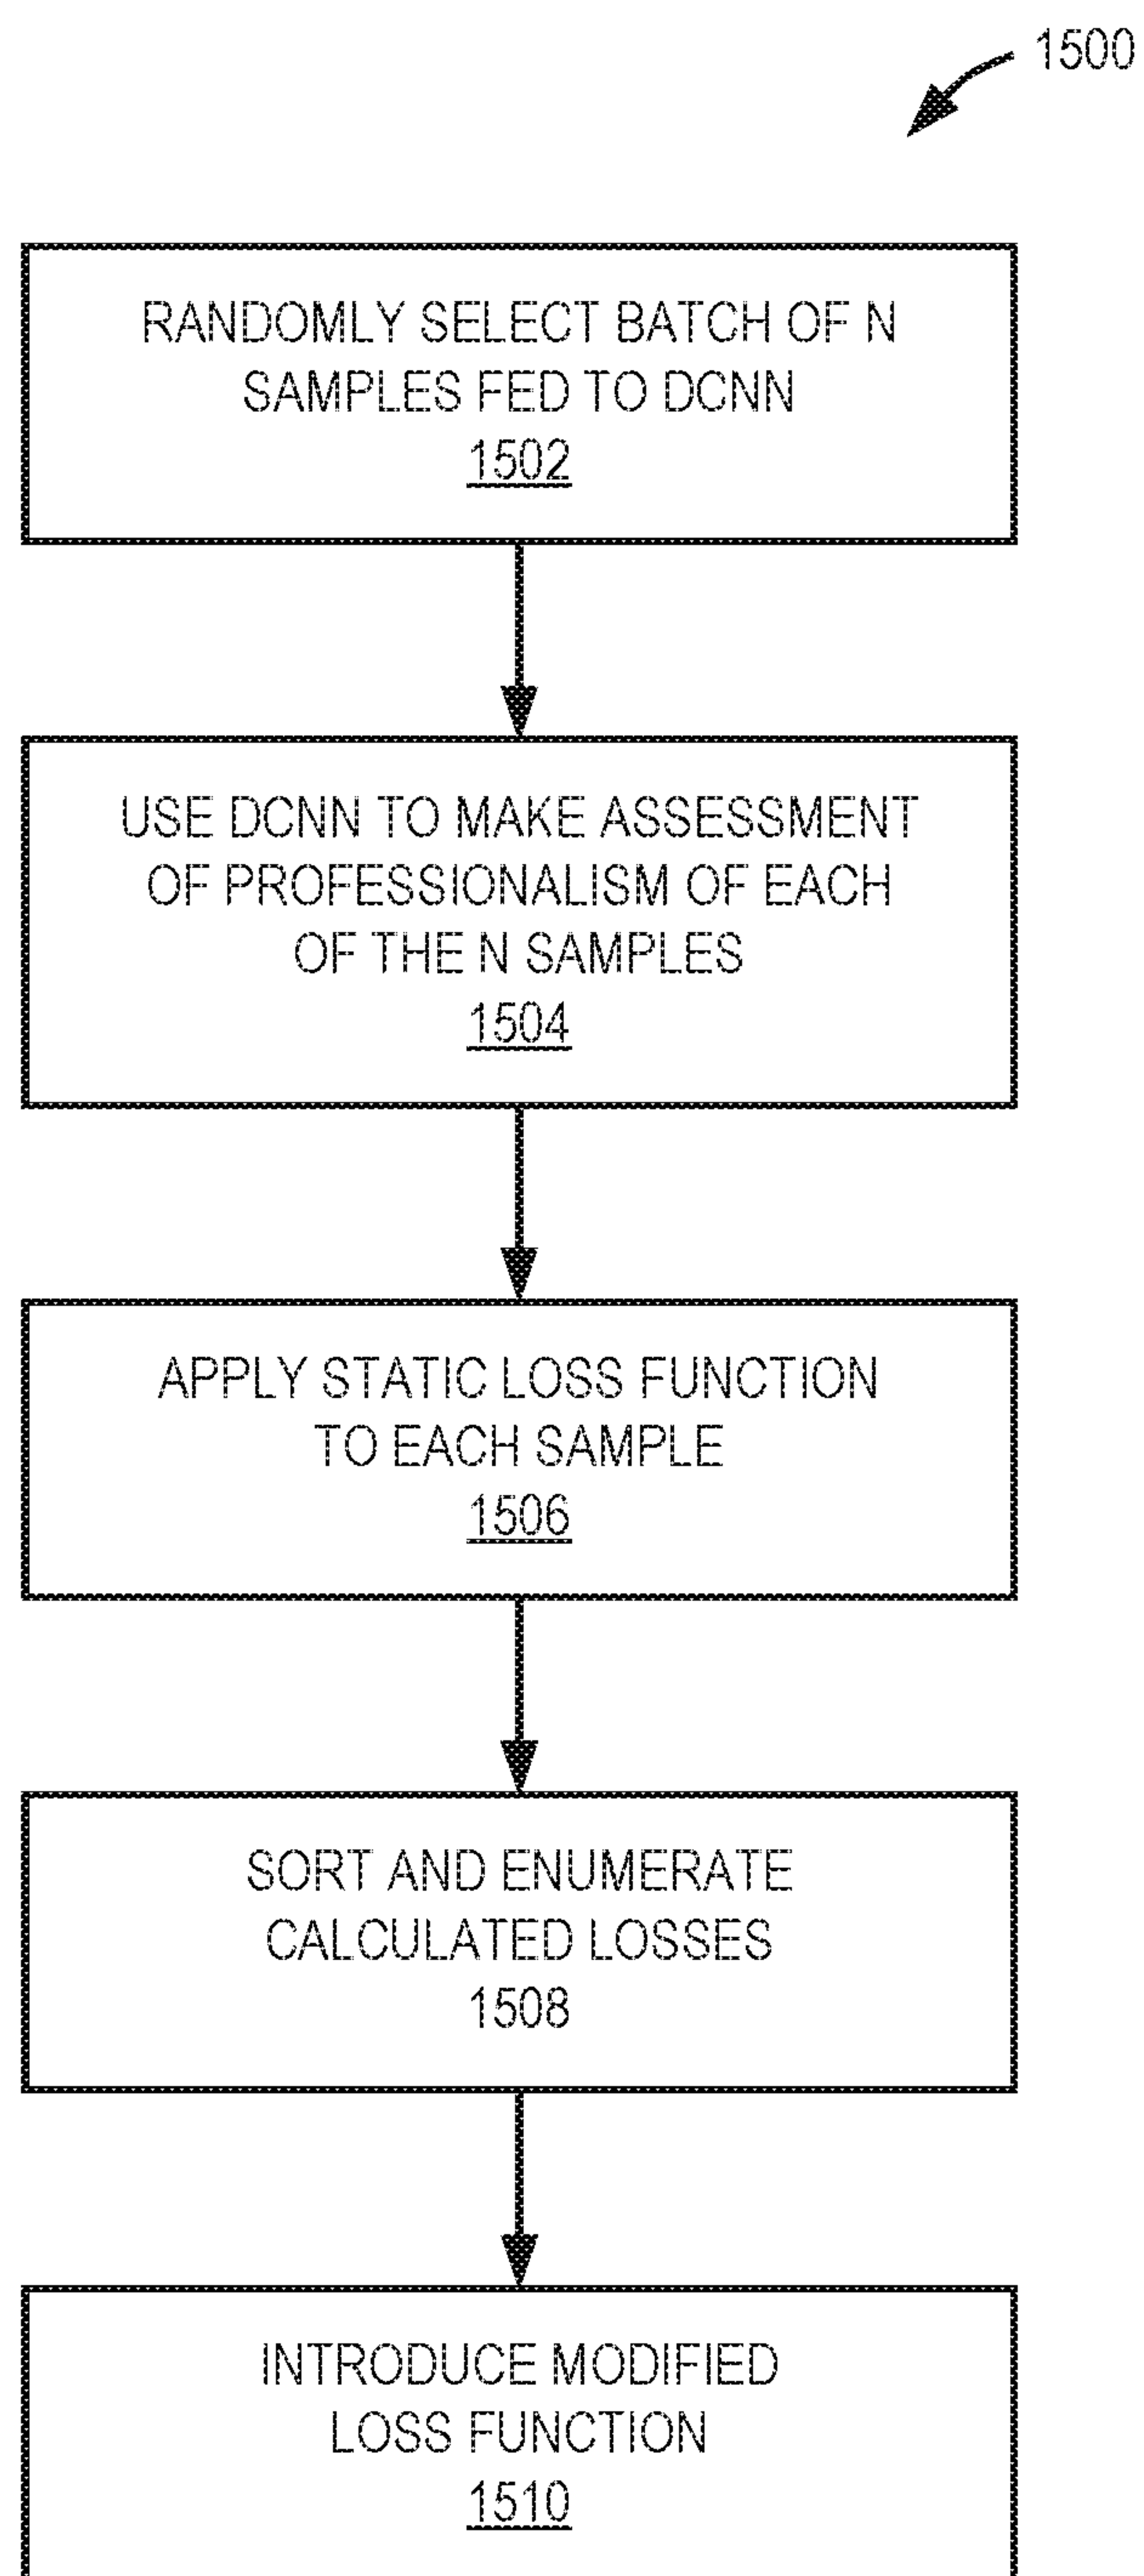 1500
RANDOMLY SELECT BATCH OF N
SAMPLES FED TO DCNN
1502
USE DCNN TO MAKE ASSESSMENT
OF PROFESSIONALISM OF EACH
OF THE N SAMPLES
1504
APPLY STATIC LOSS FUNCTION
TO EACH SAMPLE
1506
SORT AND ENUMERATE
CALCULATED LOSSES
1508
INTRODUCE MODIFIED
LOSS FUNCTION
1510